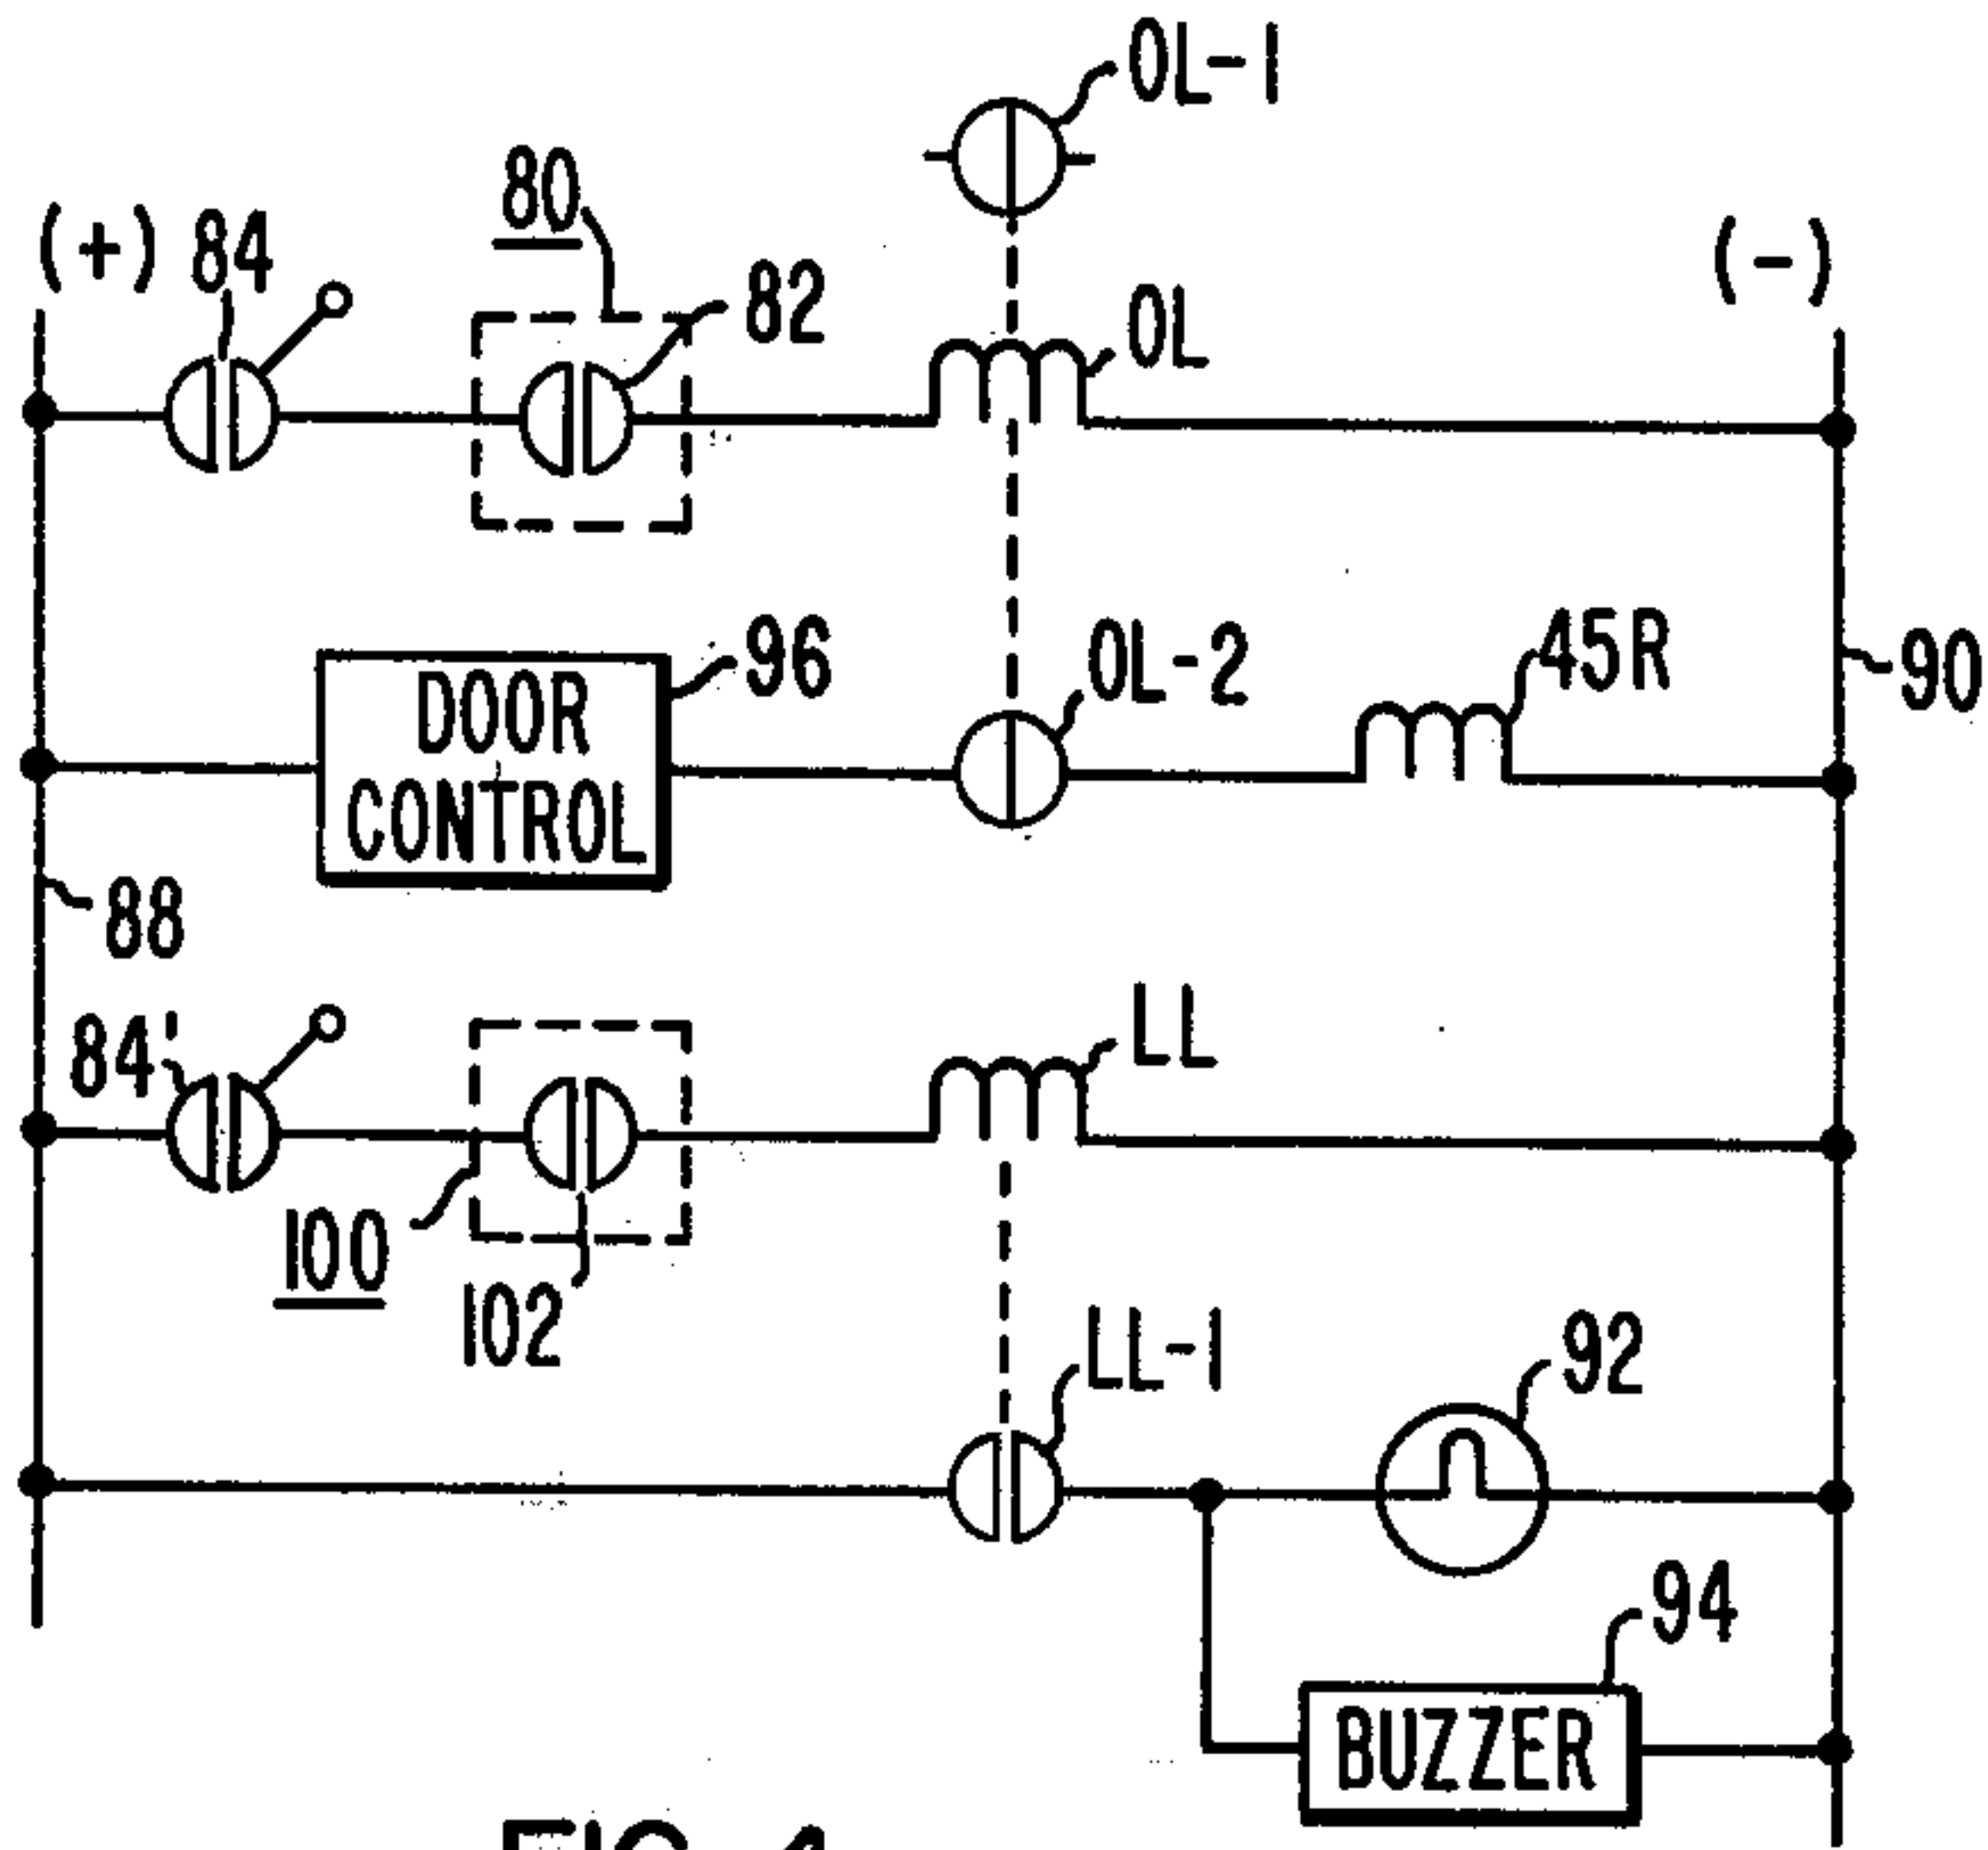 OL-1
80
(+) 84
(-)
82
OL
DOOR
CONTROL
96
OL-2
45R
90
88
84'
LL
100
102
LL-1
92
94
BUZZER